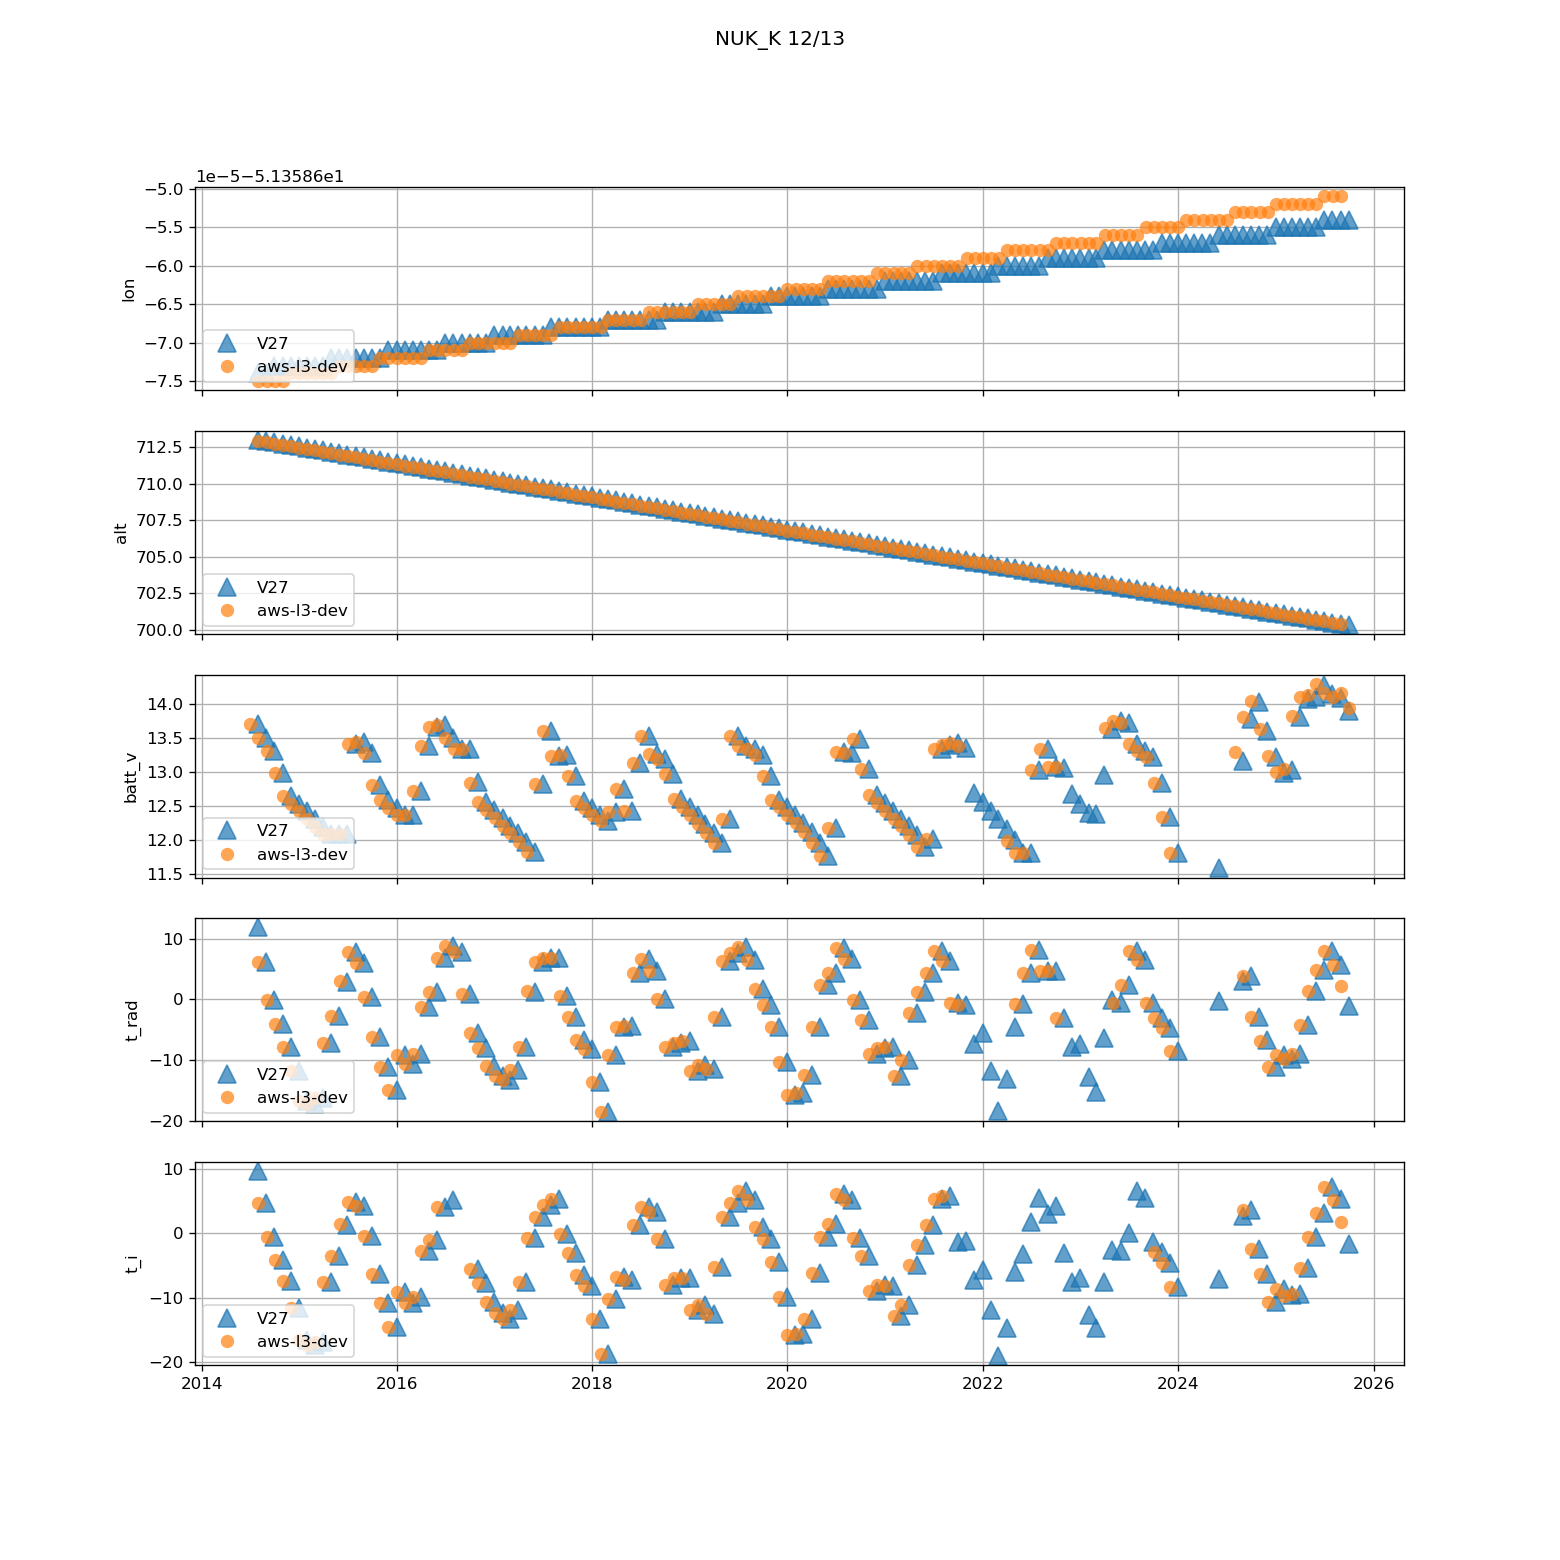 NUK_K 12/13
1e−5−5.13586e1
−5.0
−5.5
−6.0
−6.5
−7.0
−7.5
lon
V27
aws-l3-dev
712.5
710.0
707.5
705.0
702.5
700.0
alt
V27
aws-l3-dev
14.0
13.5
13.0
12.5
12.0
11.5
batt_v
V27
aws-l3-dev
10
0
−10
−20
t_rad
V27
aws-l3-dev
10
0
−10
−20
t_i
V27
aws-l3-dev
2014 2016 2018 2020 2022 2024 2026